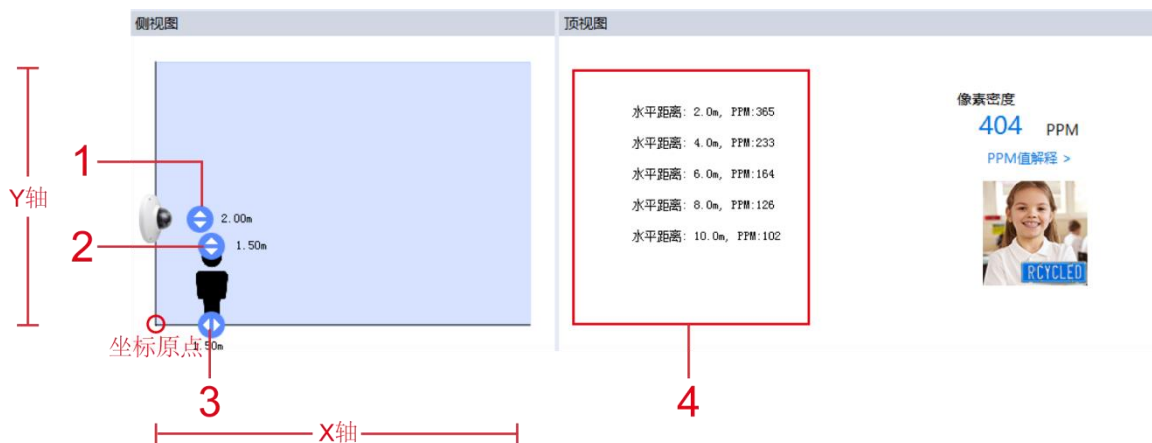 侧视图
顶视图
水平距离: 2.0m, PPM:365
水平距离: 4.0m, PPM:233
水平距离: 6.0m, PPM:164
水平距离: 8.0m, PPM:126
水平距离: 10.0m, PPM:102
像素密度
404 PPM
PPM值解释 >
RCYCLED
1
2.00m
2
1.50m
Y轴
坐标原点
1.50m
3
4
X轴